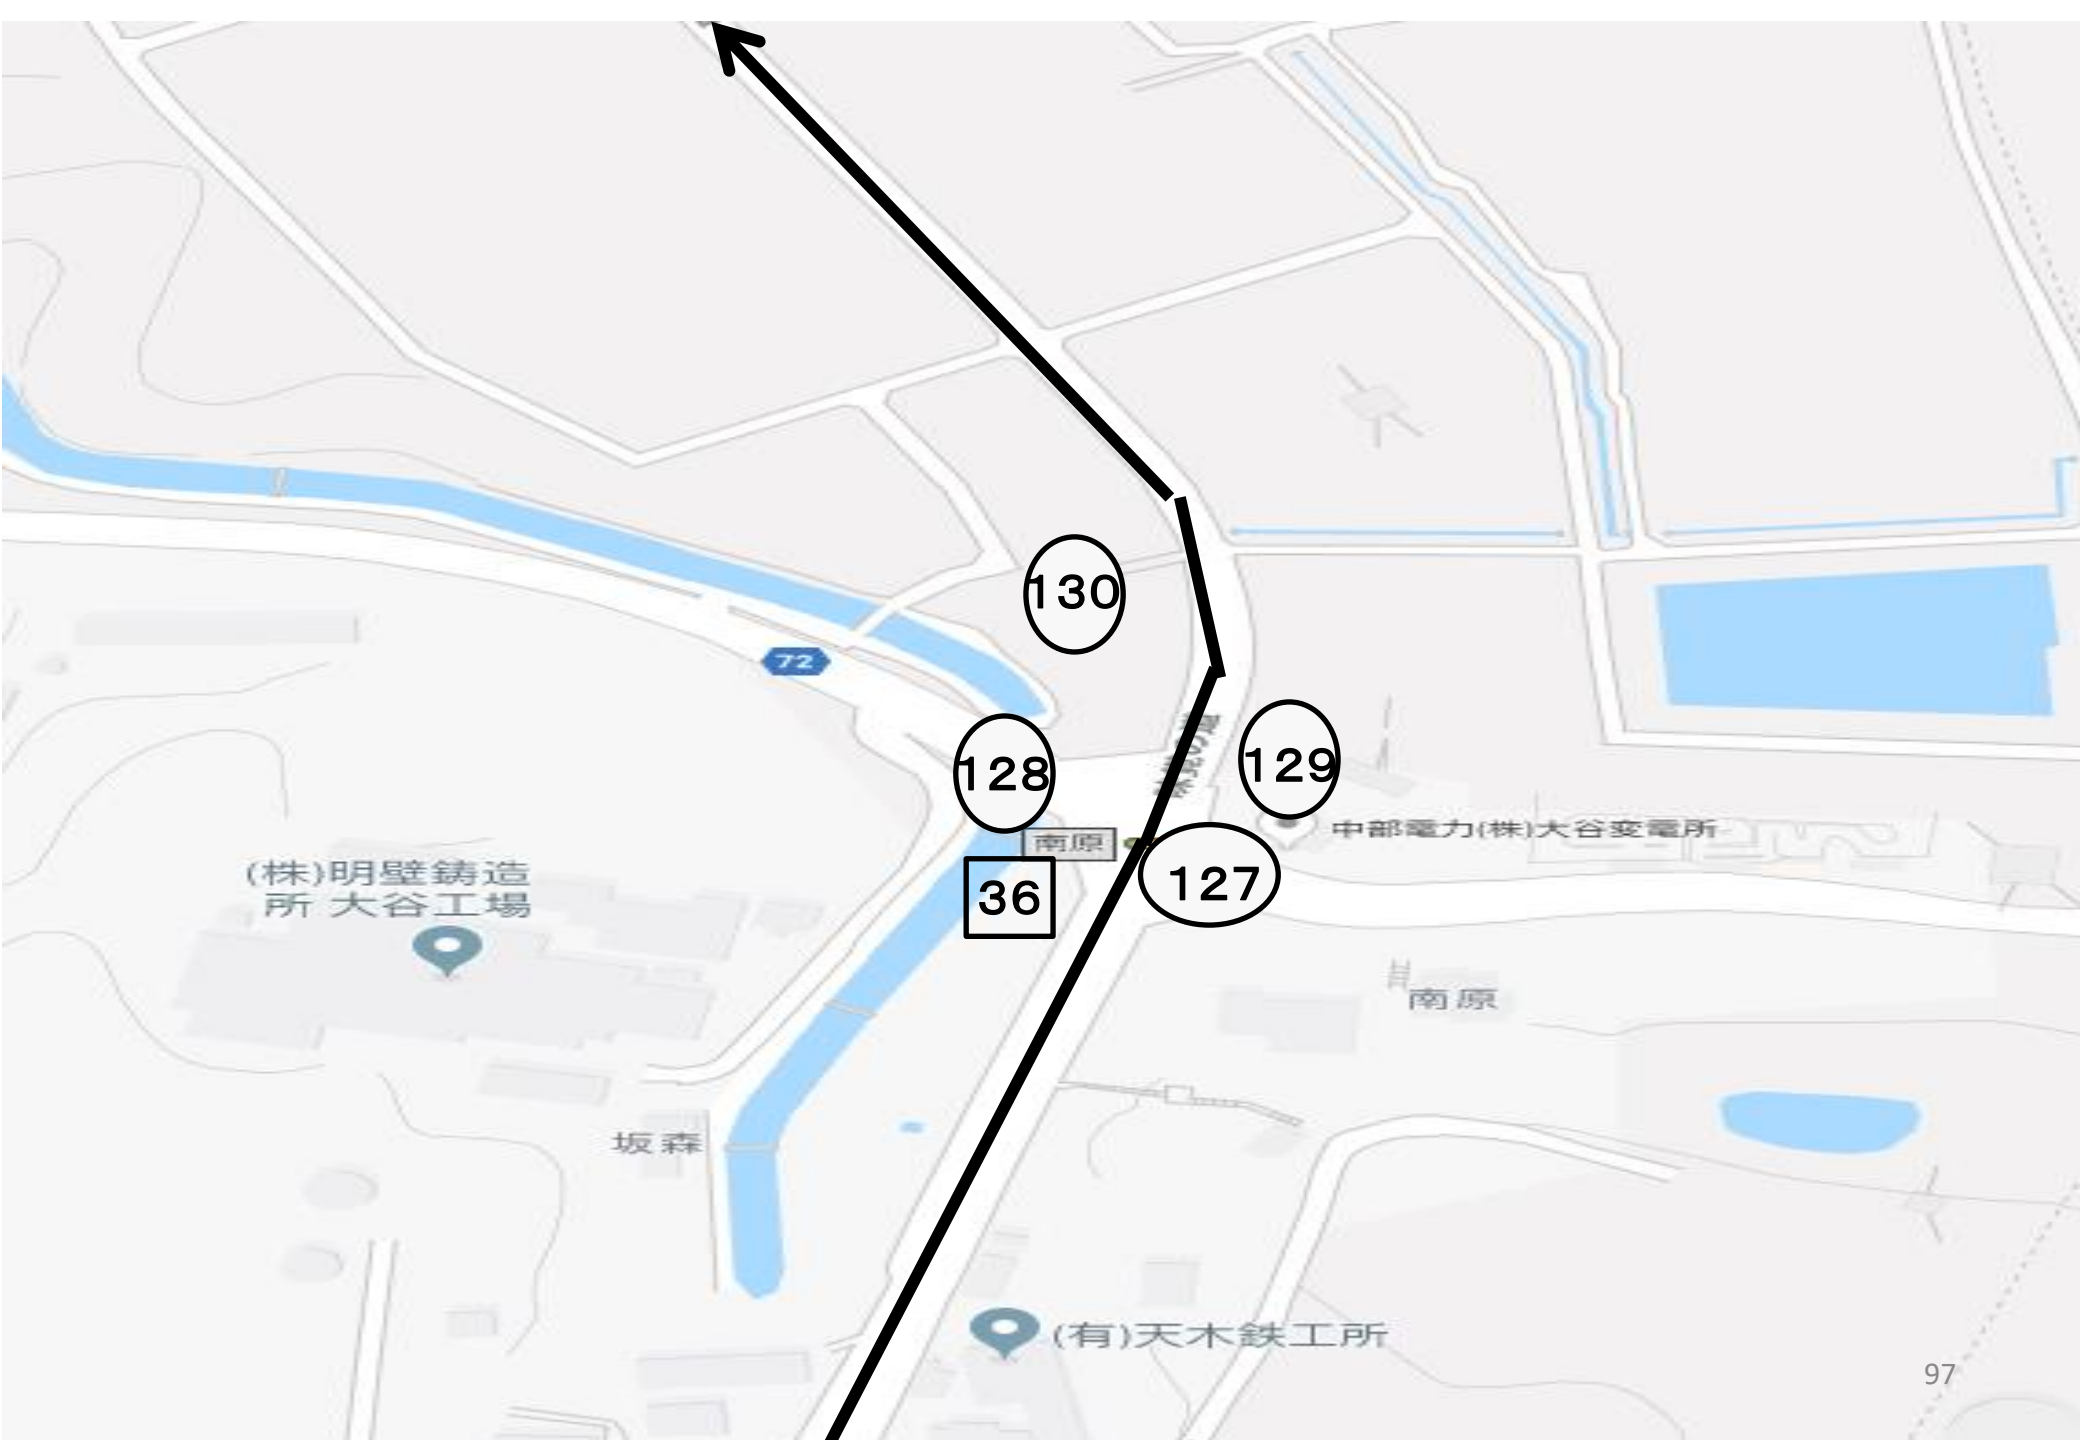 130
72
128
129
南原
中部電力(株)大谷変電所
(株)明壁鋳造
所 大谷工場
36
127
南原
坂森
(有)天木鉄工所
97